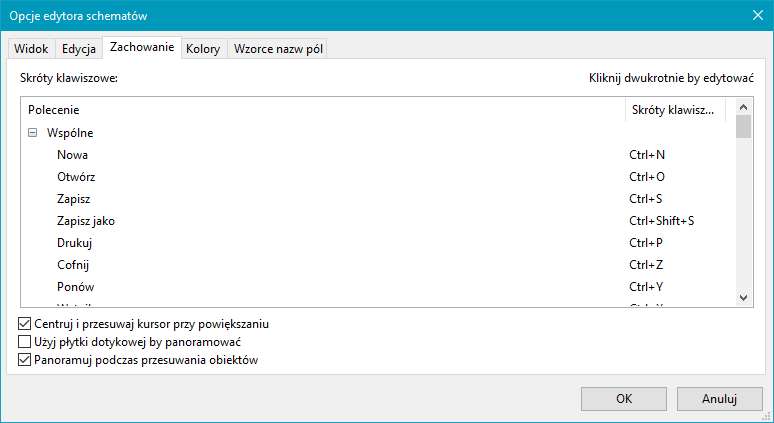 Opcje edytora schematów
Widok Edycja Zachowanie Kolory Wzorce nazw pól
Skróty klawiszowe: Kliknij dwukrotnie by edytować
Polecenie Skróty klawisz...
Wspólne
Nowa Ctrl+N
Otwórz Ctrl+O
Zapisz Ctrl+S
Zapisz jako Ctrl+Shift+S
Drukuj Ctrl+P
Cofnij Ctrl+Z
Ponów Ctrl+Y
Centruj i przesuwaj kursor przy powiększaniu
Użyj płytki dotykowej by panoramować
Panoramuj podczas przesuwania obiektów
OK Anuluj